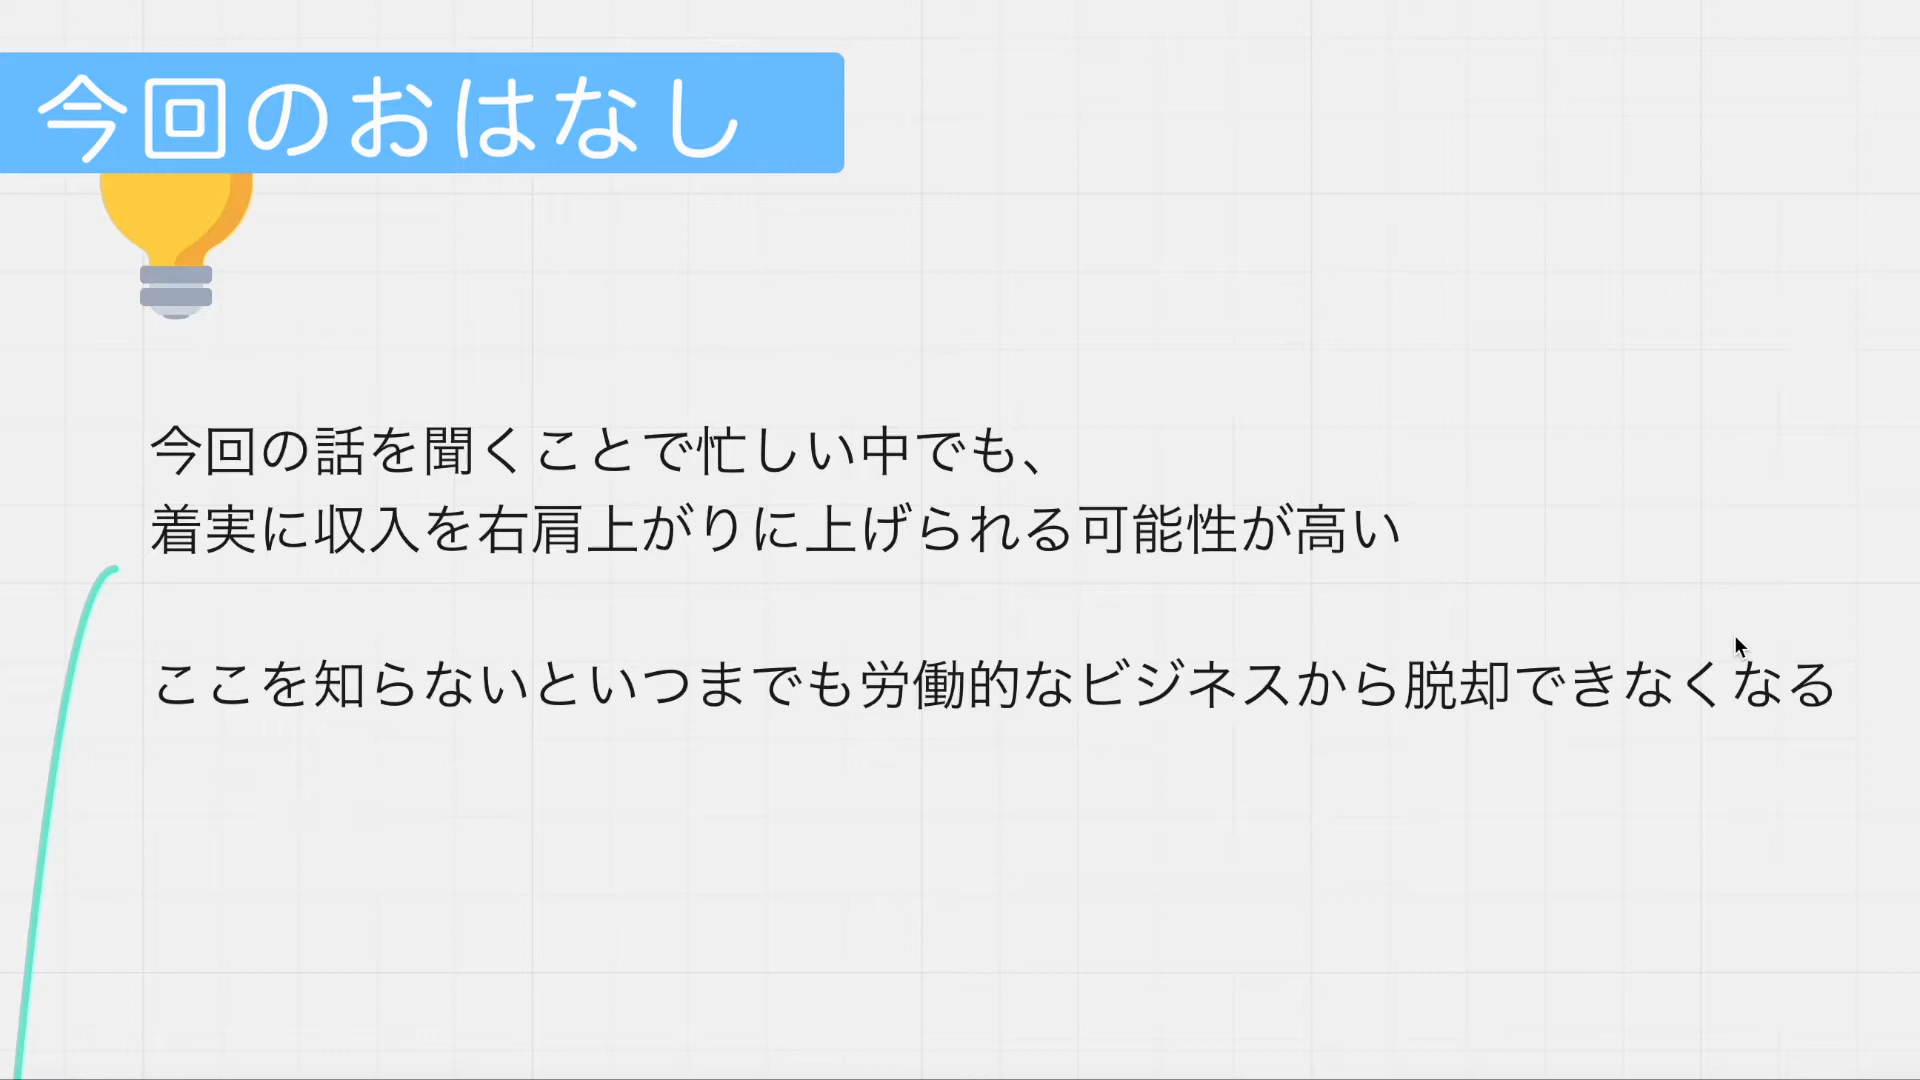 今回のおはなし
今回の話を聞くことで忙しい中でも、
着実に収入を右肩上がりに上げられる可能性が高い
ここを知らないといつまでも労働的なビジネスから脱却できなくなる